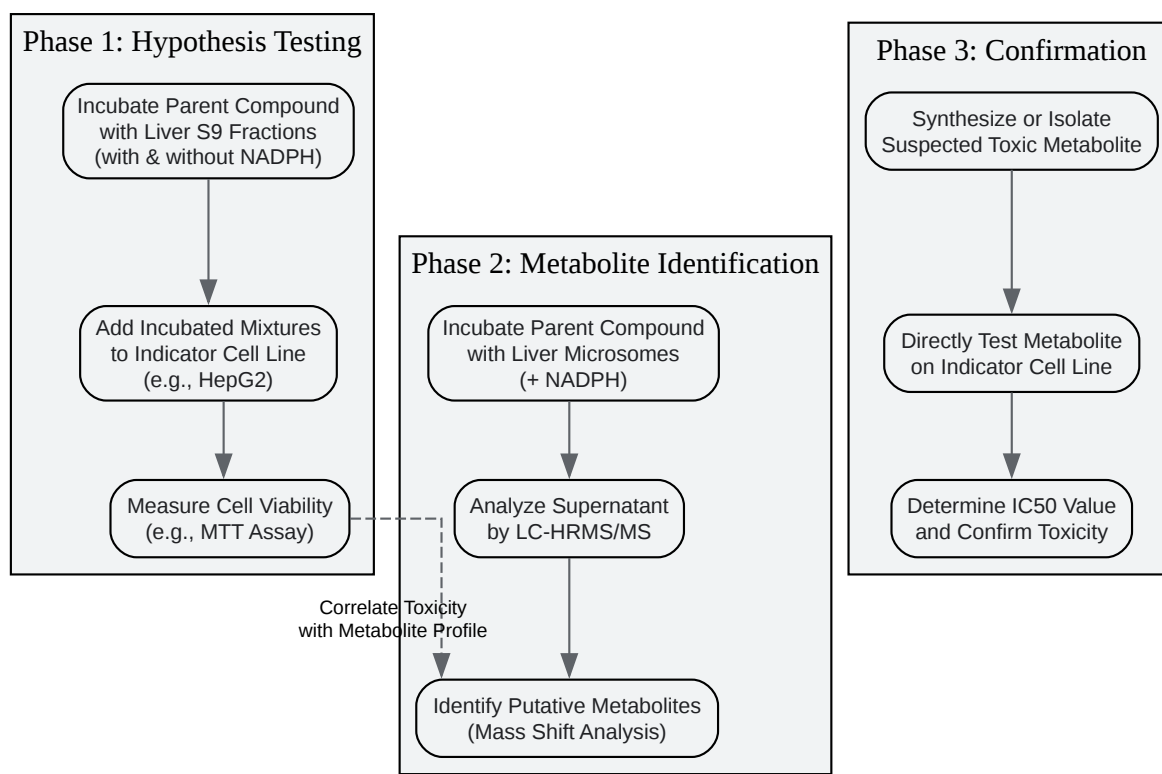 Phase 1: Hypothesis Testing
Incubate Parent Compound
with Liver S9 Fractions
(with & without NADPH)
Add Incubated Mixtures
to Indicator Cell Line
(e.g., HepG2)
Measure Cell Viability
(e.g., MTT Assay)
Correlate Toxicity
with Metabolite Profile
Phase 2: Metabolite Identification
Incubate Parent Compound
with Liver Microsomes
(+ NADPH)
Analyze Supernatant
by LC-HRMS/MS
Identify Putative Metabolites
(Mass Shift Analysis)
Phase 3: Confirmation
Synthesize or Isolate
Suspected Toxic Metabolite
Directly Test Metabolite
on Indicator Cell Line
Determine IC50 Value
and Confirm Toxicity